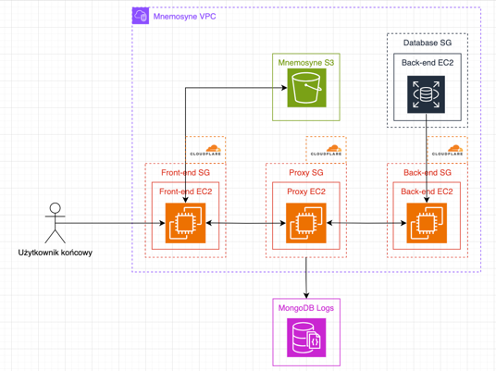 Mnemosyne VPC
Database SG
Mnemosyne S3
Back-end EC2
CLOUDFLARE
CLOUDFLARE
CLOUDFLARE
Front-end SG
Proxy SG
Back-end SG
Front-end EC2
Proxy EC2
Back-end EC2
Użytkownik końcowy
MongoDB Logs